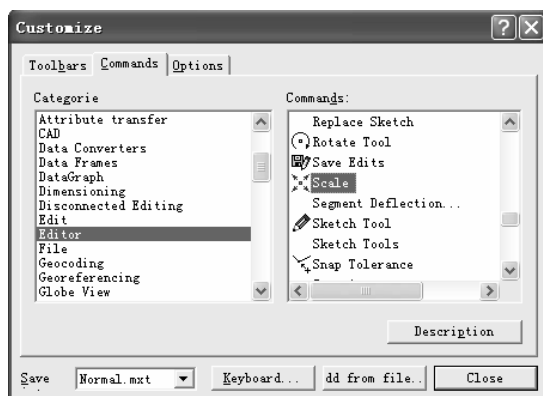 Customize
Toolbars Commands Options
Categorie
Attribute transfer
CAD
Data Converters
Data Frames
DataGraph
Dimensioning
Disconnected Editing
Edit
Editor
File
Geocoding
Georeferencing
Globe View
Commands:
Replace Sketch
Rotate Tool
Save Edits
Scale
Segment Deflection...
Sketch Tool
Sketch Tools
Snap Tolerance
Description
Save Normal.mxt Keyboard... dd from file.. Close